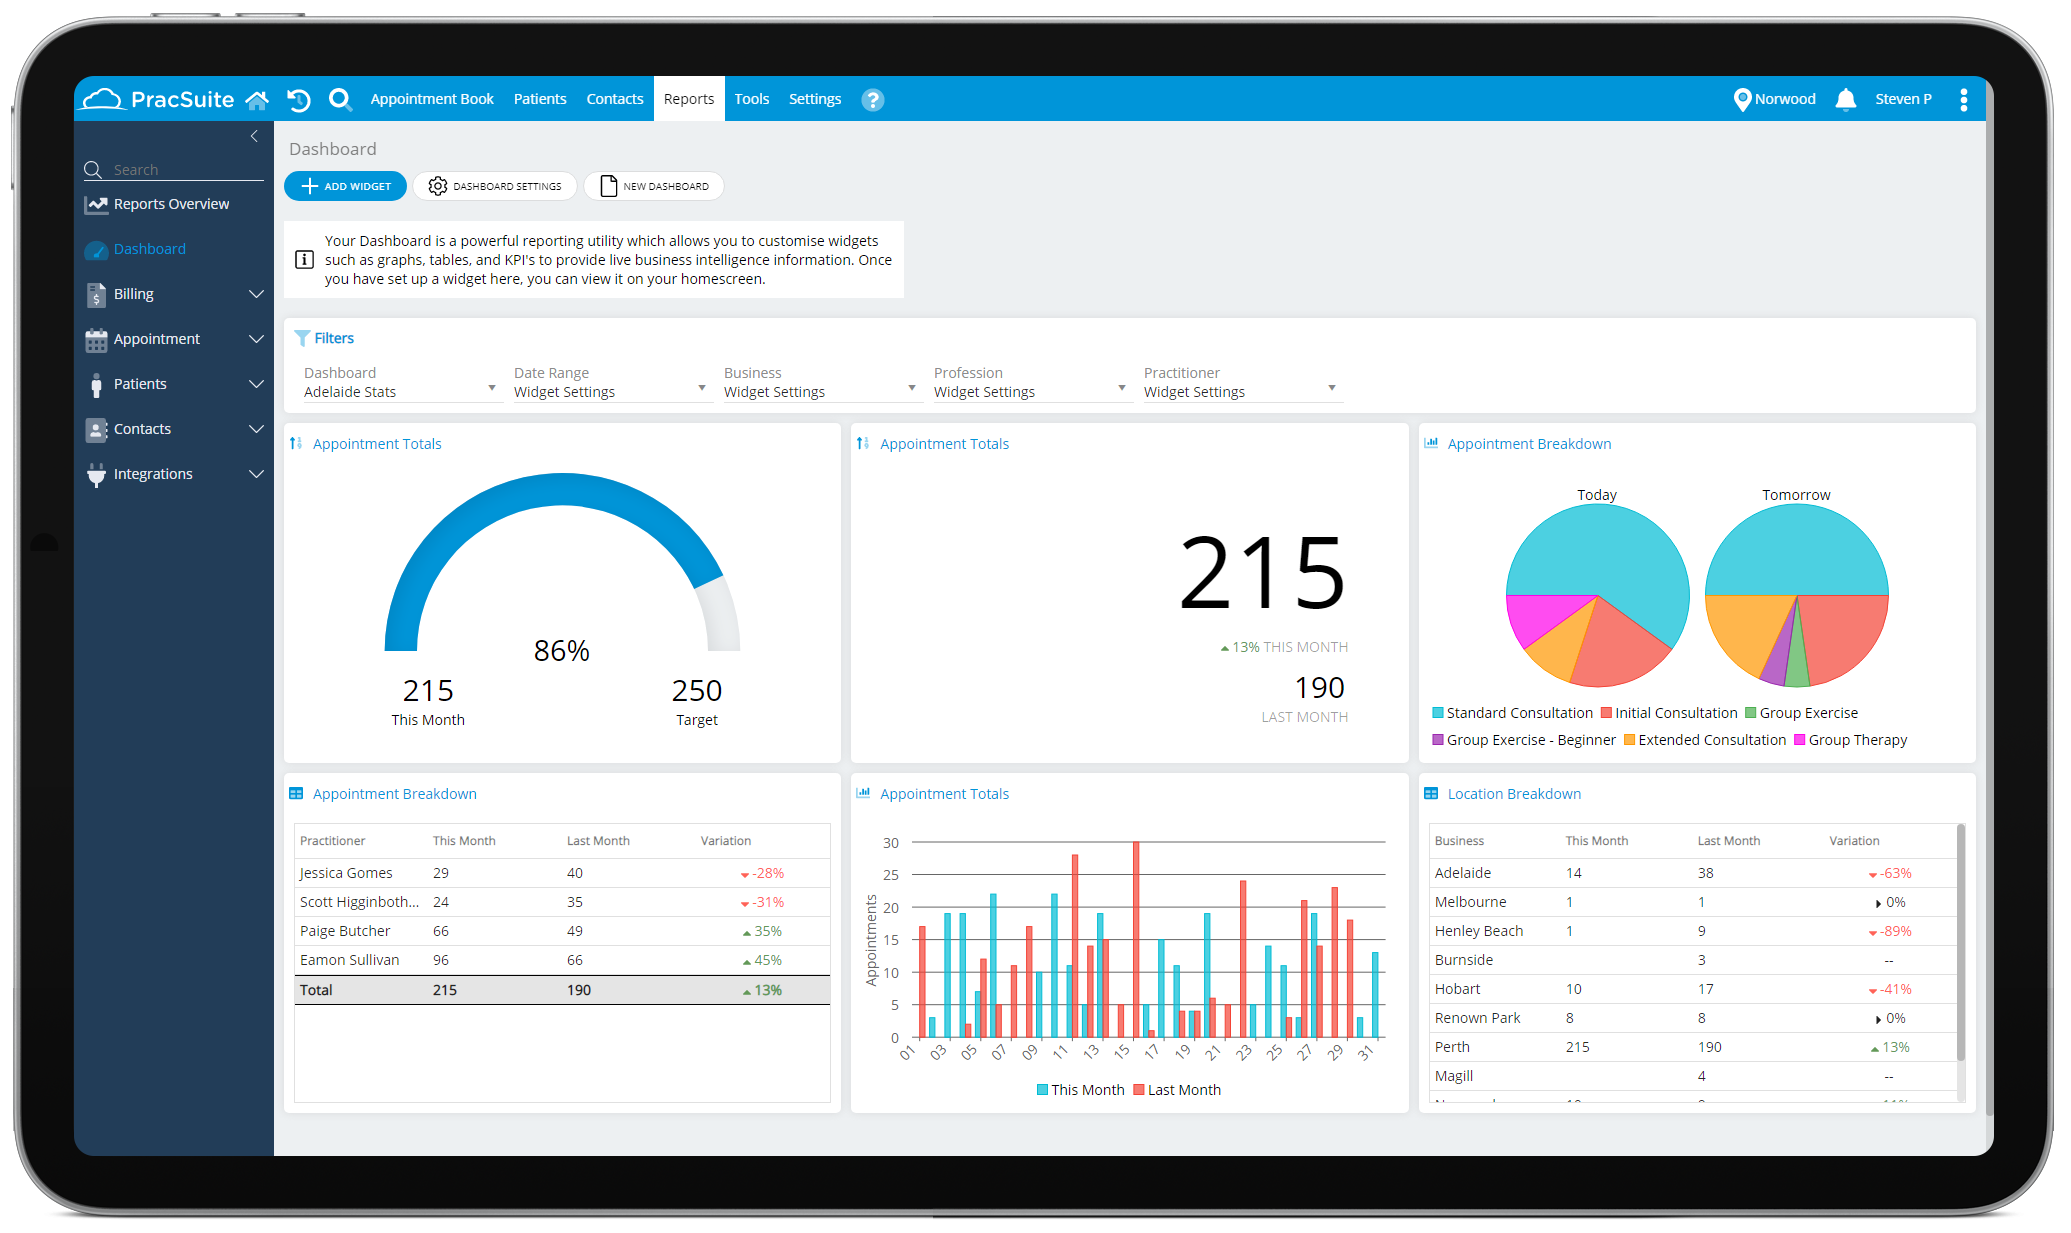 PracSuite
Appointment Book
Patients
Contacts
Reports
Tools
Settings
?
Norwood
Steven P
Search
Reports Overview
Dashboard
Billing
Appointment
Patients
Contacts
Integrations
Dashboard
ADD WIDGET
DASHBOARD SETTINGS
NEW DASHBOARD
Your Dashboard is a powerful reporting utility which allows you to customise widgets
such as graphs, tables, and KPI's to provide live business intelligence information. Once
you have set up a widget here, you can view it on your homescreen.
Filters
Dashboard
Adelaide Stats
Date Range
Widget Settings
Business
Widget Settings
Profession
Widget Settings
Practitioner
Widget Settings
Appointment Totals
86%
215
This Month
250
Target
Appointment Totals
215
13% THIS MONTH
190
LAST MONTH
Appointment Breakdown
Today
Tomorrow
Standard Consultation
Initial Consultation
Group Exercise
Group Exercise - Beginner
Extended Consultation
Group Therapy
Appointment Breakdown
Practitioner This Month Last Month Variation
Jessica Gomes 29 40 -28%
Scott Higginboth... 24 35 -31%
Paige Butcher 66 49 35%
Eamon Sullivan 96 66 45%
Total 215 190 13%
Appointment Totals
Appointments
30
25
20
15
10
5
0
01 03 05 07 09 11 13 15 17 19 21 23 25 27 29 31
This Month
Last Month
Location Breakdown
Business This Month Last Month Variation
Adelaide 14 38 -63%
Melbourne 1 1 0%
Henley Beach 1 9 -89%
Burnside 3 --
Hobart 10 17 -41%
Renown Park 8 8 0%
Perth 215 190 13%
Magill 4 --